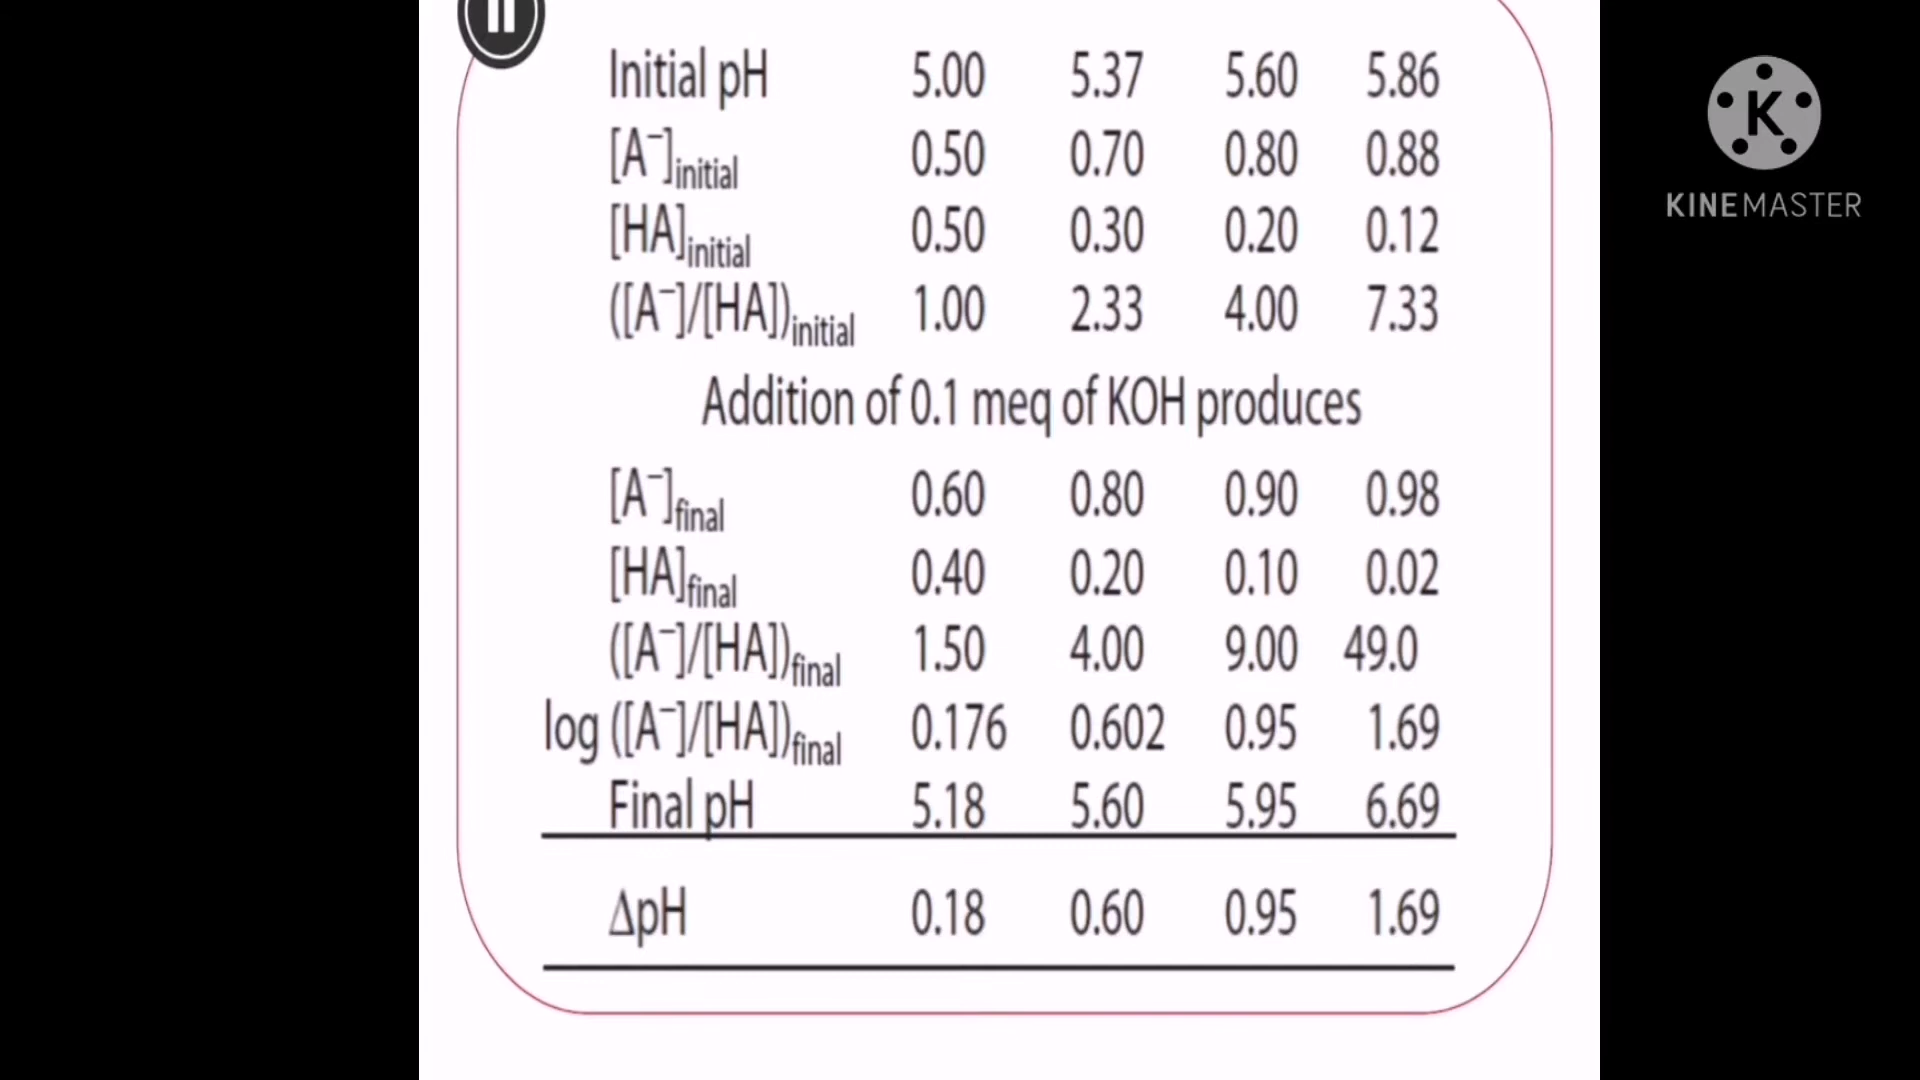 Initial pH 5.00 5.37 5.60 5.86
[A⁻]initial 0.50 0.70 0.80 0.88
[HA]initial 0.50 0.30 0.20 0.12
([A⁻]/[HA])initial 1.00 2.33 4.00 7.33
Addition of 0.1 meq of KOH produces
[A⁻]final 0.60 0.80 0.90 0.98
[HA]final 0.40 0.20 0.10 0.02
([A⁻]/[HA])final 1.50 4.00 9.00 49.0
log ([A⁻]/[HA])final 0.176 0.602 0.95 1.69
Final pH 5.18 5.60 5.95 6.69
ΔpH 0.18 0.60 0.95 1.69
K
KINEMASTER